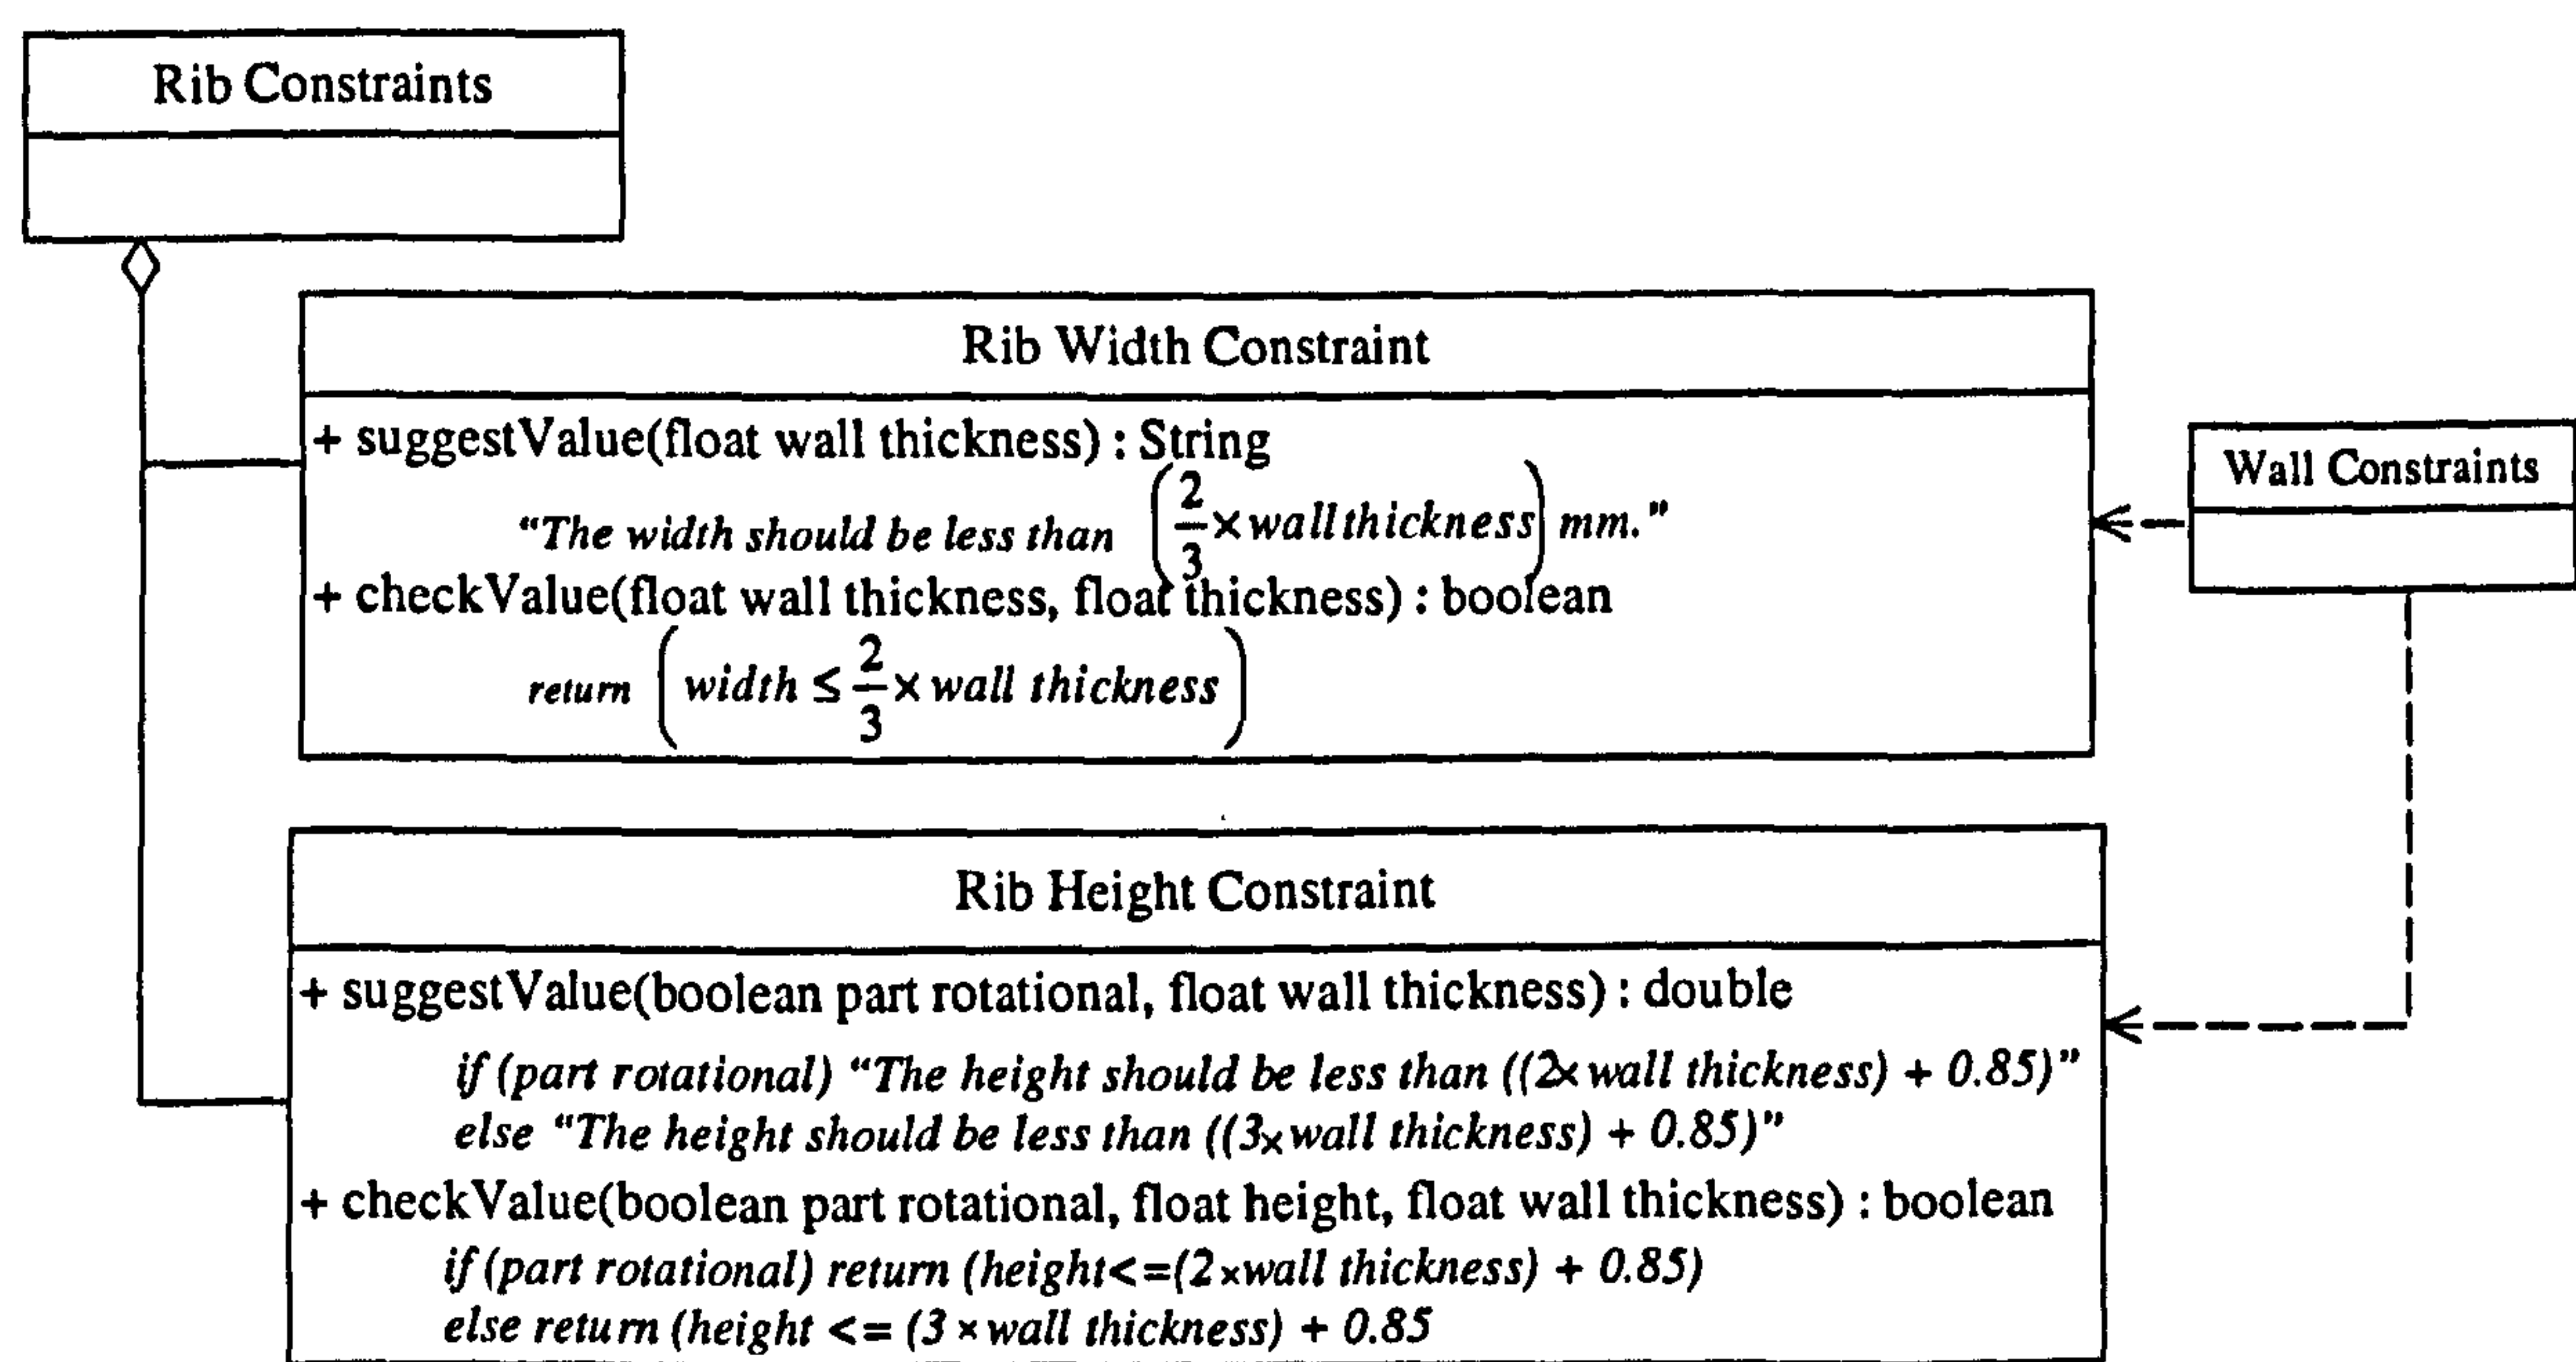 Rib Constraints
Rib Width Constraint
+ suggestValue(float wall thickness) : String
“The width should be less than (2/3 × wall thickness) mm.”
+ checkValue(float wall thickness, float thickness) : boolean
return (width ≤ 2/3 × wall thickness)
Wall Constraints
Rib Height Constraint
+ suggestValue(boolean part rotational, float wall thickness) : double
if (part rotational) “The height should be less than ((2× wall thickness) + 0.85)”
else “The height should be less than ((3× wall thickness) + 0.85)”
+ checkValue(boolean part rotational, float height, float wall thickness) : boolean
if (part rotational) return (height<=(2×wall thickness) + 0.85)
else return (height <= (3 × wall thickness) + 0.85